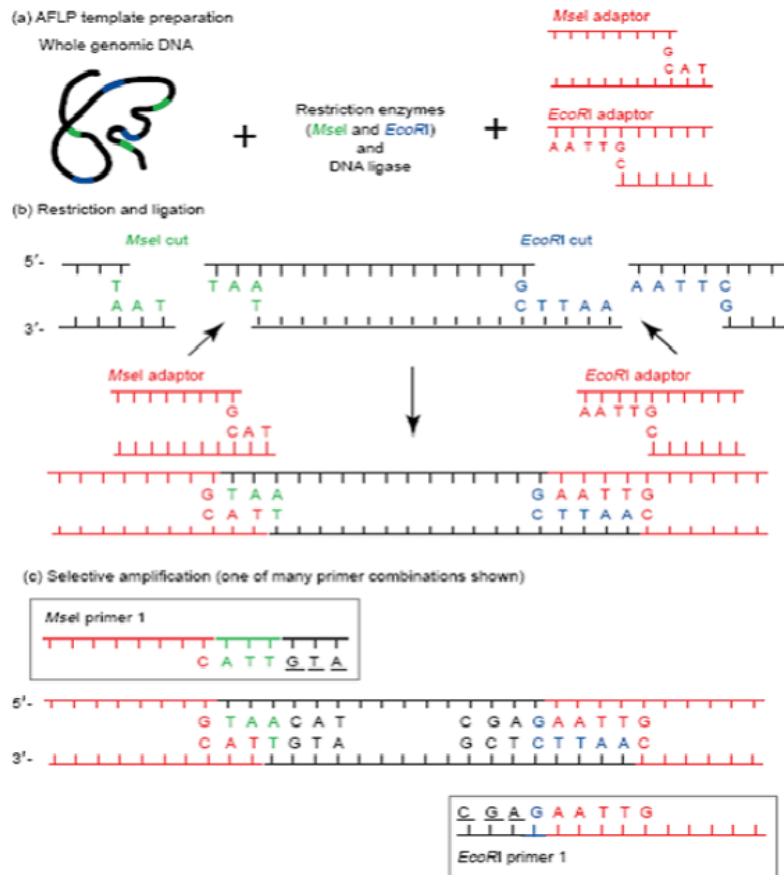 (a) AFLP template preparation
Whole genomic DNA
+
Restriction enzymes
(MseI and EcoRI)
and
DNA ligase
+
MseI adaptor
G
C A T
EcoRI adaptor
A A T T G
C
(b) Restriction and ligation
MseI cut
EcoRI cut
5'-
T
T A A
G
A A T T C
A A T
T
C T T A A
G
3'-
MseI adaptor
EcoRI adaptor
G
A A T T G
C A T
C
G T A A
G A A T T G
C A T T
C T T A A C
(c) Selective amplification (one of many primer combinations shown)
MseI primer 1
C A T T G T A
5'-
G T A A C A T
C G A G A A T T G
C A T T G T A
G C T C T T A A C
3'-
C G A G A A T T G
EcoRI primer 1